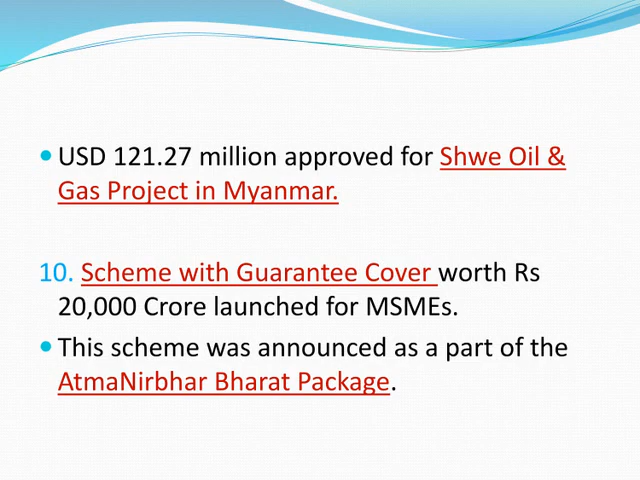 • USD 121.27 million approved for Shwe Oil &
Gas Project in Myanmar.
10. Scheme with Guarantee Cover worth Rs
20,000 Crore launched for MSMEs.
• This scheme was announced as a part of the
AtmaNirbhar Bharat Package.